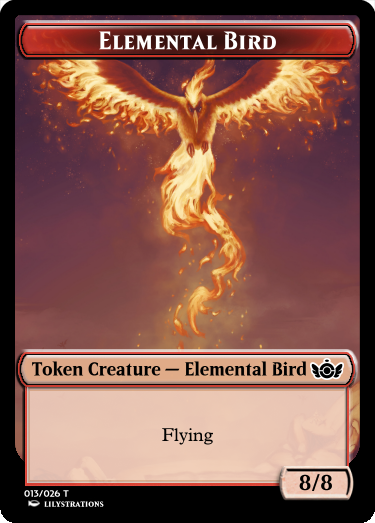 Elemental Bird
Token Creature — Elemental Bird
Flying
8/8
013/026 T
Lilystrations